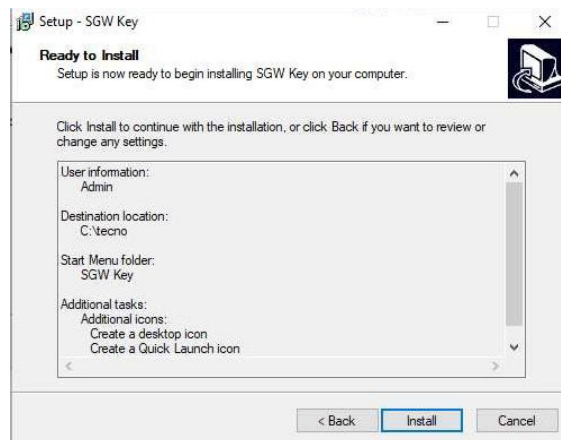 Setup - SGW Key
Ready to Install
Setup is now ready to begin installing SGW Key on your computer.
Click Install to continue with the installation, or click Back if you want to review or
change any settings.
User information:
Admin
Destination location:
C:\tecno
Start Menu folder:
SGW Key
Additional tasks:
Additional icons:
Create a desktop icon
Create a Quick Launch icon
< Back
Install
Cancel